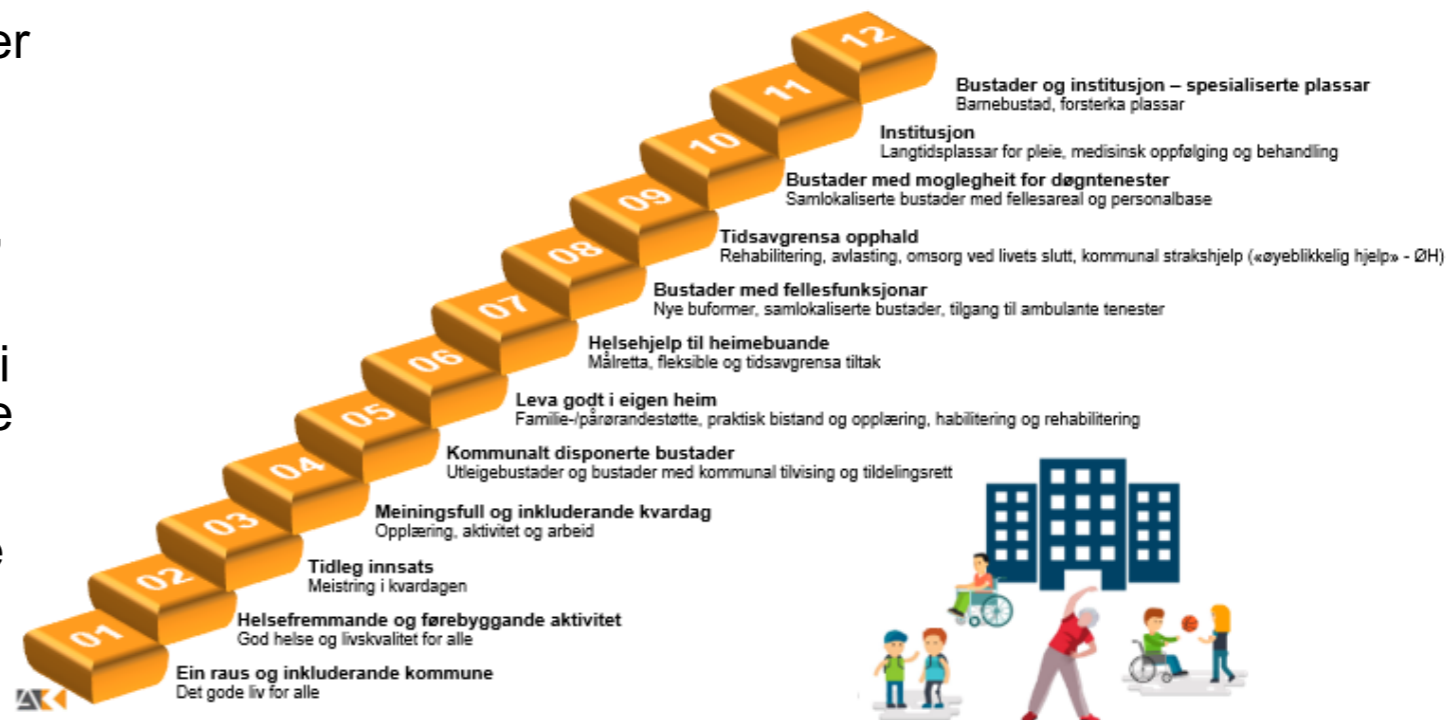 er
,
i
e
e
12
Bustader og institusjon – spesialiserte plassar
Barnebustad, forsterka plassar
11
Institusjon
Langtidsplassar for pleie, medisinsk oppfølging og behandling
10
Bustader med moglegheit for døgntenester
Samlokaliserte bustader med fellesareal og personalbase
09
Tidsavgrensa opphald
Rehabilitering, avlasting, omsorg ved livets slutt, kommunal strakshjelp («øyeblikkelig hjelp» - ØH)
08
Bustader med fellesfunksjonar
Nye buformer, samlokaliserte bustader, tilgang til ambulante tenester
07
Helsehjelp til heimebuande
Målretta, fleksible og tidsavgrensa tiltak
06
Leva godt i eigen heim
Familie-/pårørandestøtte, praktisk bistand og opplæring, habilitering og rehabilitering
05
Kommunalt disponerte bustader
Utleigebustader og bustader med kommunal tilvising og tildelingsrett
04
Meiningsfull og inkluderande kvardag
Opplæring, aktivitet og arbeid
03
Tidleg innsats
Meistring i kvardagen
02
Helsefremmande og førebyggande aktivitet
God helse og livskvalitet for alle
01
Ein raus og inkluderande kommune
Det gode liv for alle